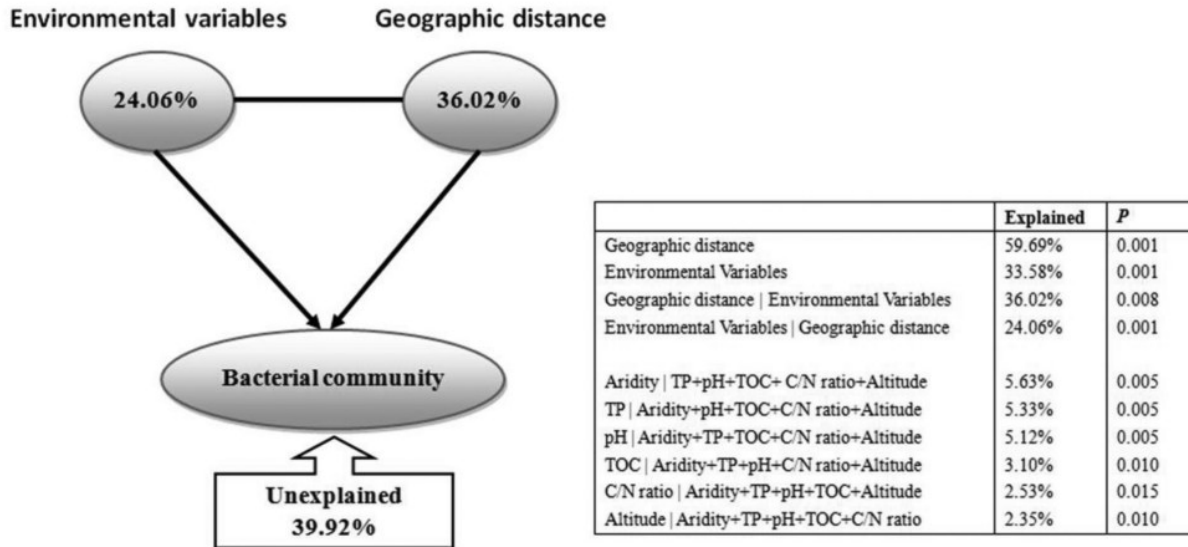 Environmental variables Geographic distance
24.06% 36.02%
Bacterial community
Unexplained
39.92%
Explained P
Geographic distance 59.69% 0.001
Environmental Variables 33.58% 0.001
Geographic distance | Environmental Variables 36.02% 0.008
Environmental Variables | Geographic distance 24.06% 0.001
Aridity | TP+pH+TOC+ C/N ratio+Altitude 5.63% 0.005
TP | Aridity+pH+TOC+C/N ratio+Altitude 5.33% 0.005
pH | Aridity+TP+TOC+C/N ratio+Altitude 5.12% 0.005
TOC | Aridity+TP+pH+C/N ratio+Altitude 3.10% 0.010
C/N ratio | Aridity+TP+pH+TOC+Altitude 2.53% 0.015
Altitude | Aridity+TP+pH+TOC+C/N ratio 2.35% 0.010